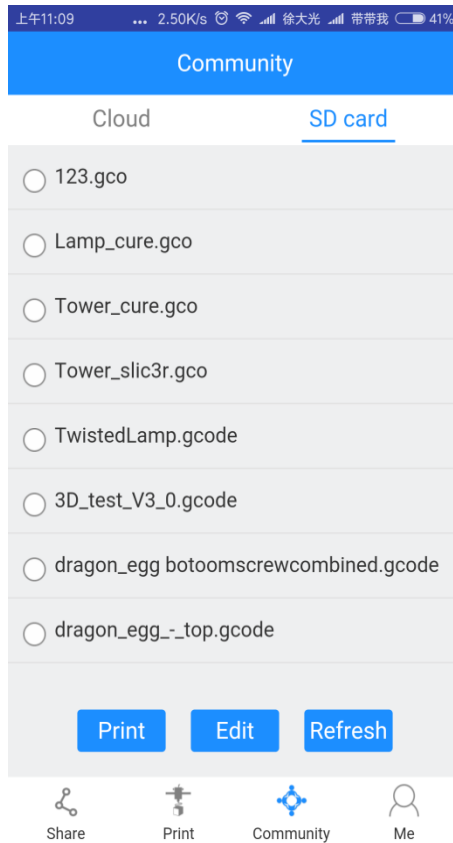 上午11:09 ... 2.50K/s 徐大光 带带我 41%
Community
Cloud SD card
123.gco
Lamp_cure.gco
Tower_cure.gco
Tower_slic3r.gco
TwistedLamp.gcode
3D_test_V3_0.gcode
dragon_egg botoomscrewcombined.gcode
dragon_egg_-_top.gcode
Print Edit Refresh
Share Print Community Me